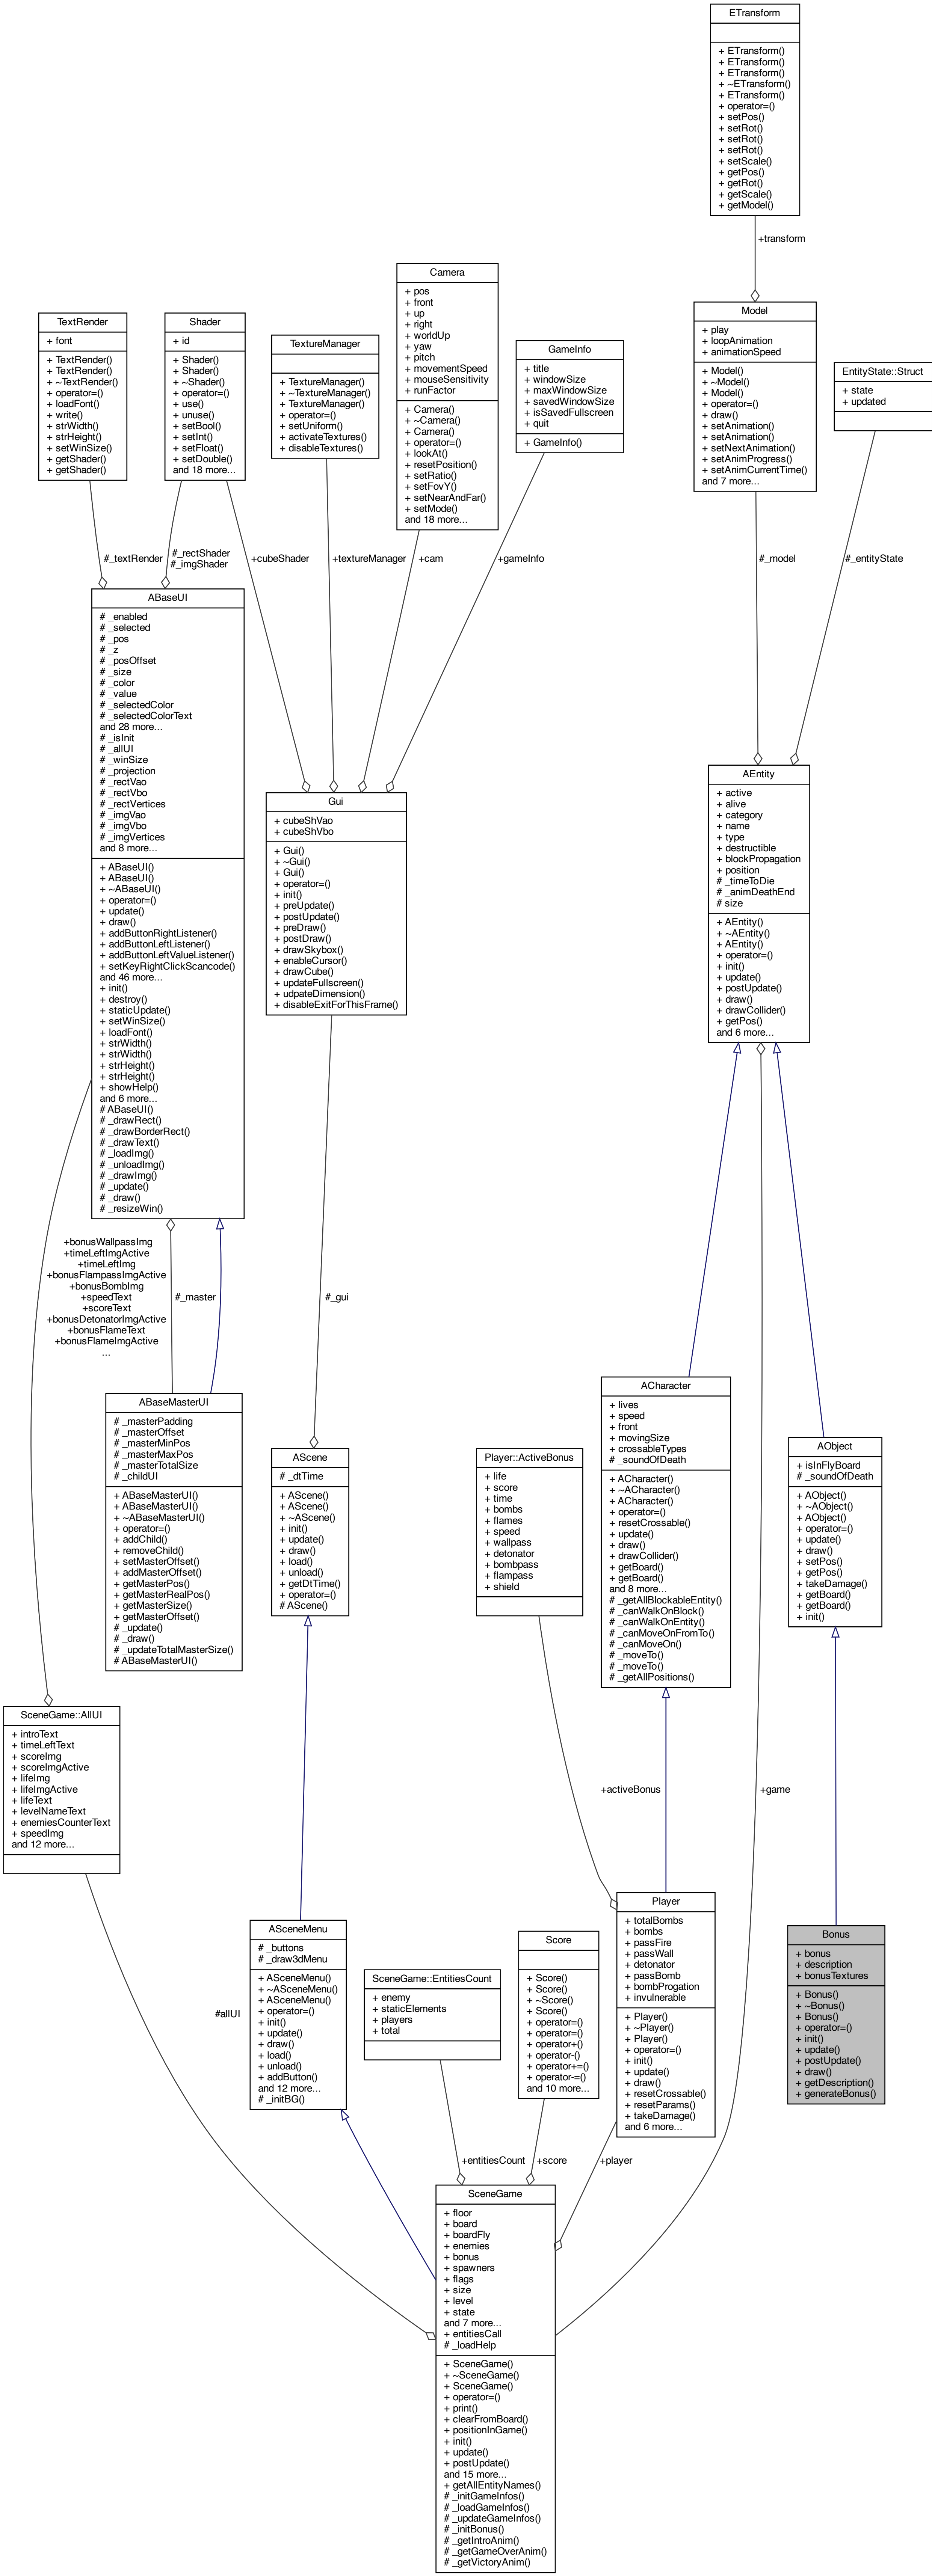 ETransform
+ ETransform()
+ ETransform()
+ ETransform()
+ ~ETransform()
+ ETransform()
+ operator=()
+ setPos()
+ setRot()
+ setRot()
+ setRot()
+ setScale()
+ getPos()
+ getRot()
+ getScale()
+ getModel()
+transform
Camera
+ pos
+ front
+ up
+ right
+ worldUp
+ yaw
+ pitch
+ movementSpeed
+ mouseSensitivity
+ runFactor
+ Camera()
+ ~Camera()
+ Camera()
+ operator=()
+ lookAt()
+ resetPosition()
+ setRatio()
+ setFovY()
+ setNearAndFar()
+ setMode()
and 18 more...
Model
+ play
+ loopAnimation
+ animationSpeed
+ Model()
+ ~Model()
+ Model()
+ operator=()
+ draw()
+ setAnimation()
+ setAnimation()
+ setNextAnimation()
+ setAnimProgress()
+ setAnimCurrentTime()
and 7 more...
TextRender
+ font
+ TextRender()
+ TextRender()
+ ~TextRender()
+ operator=()
+ loadFont()
+ write()
+ strWidth()
+ strHeight()
+ setWinSize()
+ getShader()
+ getShader()
Shader
+ id
+ Shader()
+ Shader()
+ ~Shader()
+ operator=()
+ use()
+ unuse()
+ setBool()
+ setInt()
+ setFloat()
+ setDouble()
and 18 more...
TextureManager
+ TextureManager()
+ ~TextureManager()
+ TextureManager()
+ operator=()
+ setUniform()
+ activateTextures()
+ disableTextures()
GameInfo
+ title
+ windowSize
+ maxWindowSize
+ savedWindowSize
+ isSavedFullscreen
+ quit
+ GameInfo()
EntityState::Struct
+ state
+ updated
#_textRender
#_rectShader
#_imgShader
+cubeShader
+textureManager
+cam
+gameInfo
#_model
#_entityState
ABaseUI
# _enabled
# _selected
# _pos
# _z
# _posOffset
# _size
# _color
# _value
# _selectedColor
# _selectedColorText
and 28 more...
# _isInit
# _allUI
# _winSize
# _projection
# _rectVao
# _rectVbo
# _rectVertices
# _imgVao
# _imgVbo
# _imgVertices
and 8 more...
+ ABaseUI()
+ ABaseUI()
+ ~ABaseUI()
+ operator=()
+ update()
+ draw()
+ addButtonRightListener()
+ addButtonLeftListener()
+ addButtonLeftValueListener()
+ setKeyRightClickScancode()
and 46 more...
+ init()
+ destroy()
+ staticUpdate()
+ setWinSize()
+ loadFont()
+ strWidth()
+ strWidth()
+ strHeight()
+ strHeight()
+ showHelp()
and 6 more...
# ABaseUI()
# _drawRect()
# _drawBorderRect()
# _drawText()
# _loadImg()
# _unloadImg()
# _drawImg()
# _update()
# _draw()
# _resizeWin()
Gui
+ cubeShVao
+ cubeShVbo
+ Gui()
+ ~Gui()
+ Gui()
+ operator=()
+ init()
+ preUpdate()
+ postUpdate()
+ preDraw()
+ postDraw()
+ drawSkybox()
+ enableCursor()
+ drawCube()
+ updateFullscreen()
+ udpateDimension()
+ disableExitForThisFrame()
AEntity
+ active
+ alive
+ category
+ name
+ type
+ destructible
+ blockPropagation
+ position
# _timeToDie
# _animDeathEnd
# size
+ AEntity()
+ ~AEntity()
+ AEntity()
+ operator=()
+ init()
+ update()
+ postUpdate()
+ draw()
+ drawCollider()
+ getPos()
and 6 more...
+bonusWallpassImg
+timeLeftImgActive
+timeLeftImg
+bonusFlampassImgActive
+bonusBombImg
+speedText
+scoreText
+bonusDetonatorImgActive
+bonusFlameText
+bonusFlameImgActive
...
#_master
#_gui
ABaseMasterUI
# _masterPadding
# _masterOffset
# _masterMinPos
# _masterMaxPos
# _masterTotalSize
# _childUI
+ ABaseMasterUI()
+ ABaseMasterUI()
+ ~ABaseMasterUI()
+ operator=()
+ addChild()
+ removeChild()
+ setMasterOffset()
+ addMasterOffset()
+ getMasterPos()
+ getMasterRealPos()
+ getMasterSize()
+ getMasterOffset()
# _update()
# _draw()
# _updateTotalMasterSize()
# ABaseMasterUI()
AScene
# _dtTime
+ AScene()
+ AScene()
+ ~AScene()
+ init()
+ update()
+ draw()
+ load()
+ unload()
+ getDtTime()
+ operator=()
# AScene()
Player::ActiveBonus
+ life
+ score
+ time
+ bombs
+ flames
+ speed
+ wallpass
+ detonator
+ bombpass
+ flampass
+ shield
ACharacter
+ lives
+ speed
+ front
+ movingSize
+ crossableTypes
# _soundOfDeath
+ ACharacter()
+ ~ACharacter()
+ ACharacter()
+ operator=()
+ resetCrossable()
+ update()
+ draw()
+ drawCollider()
+ getBoard()
+ getBoard()
and 8 more...
# _getAllBlockableEntity()
# _canWalkOnBlock()
# _canWalkOnEntity()
# _canMoveOnFromTo()
# _canMoveOn()
# _moveTo()
# _moveTo()
# _getAllPositions()
AObject
+ isInFlyBoard
# _soundOfDeath
+ AObject()
+ ~AObject()
+ AObject()
+ operator=()
+ update()
+ draw()
+ setPos()
+ getPos()
+ takeDamage()
+ getBoard()
+ getBoard()
+ init()
SceneGame::AllUI
+ introText
+ timeLeftText
+ scoreImg
+ scoreImgActive
+ lifeImg
+ lifeImgActive
+ lifeText
+ levelNameText
+ enemiesCounterText
+ speedImg
and 12 more...
+activeBonus
+game
ASceneMenu
# _buttons
# _draw3dMenu
+ ASceneMenu()
+ ~ASceneMenu()
+ ASceneMenu()
+ operator=()
+ init()
+ update()
+ draw()
+ load()
+ unload()
+ addButton()
and 12 more...
# _initBG()
SceneGame::EntitiesCount
+ enemy
+ staticElements
+ players
+ total
Score
+ Score()
+ Score()
+ ~Score()
+ Score()
+ operator=()
+ operator=()
+ operator+()
+ operator-()
+ operator+=()
+ operator-=()
and 10 more...
Player
+ totalBombs
+ bombs
+ passFire
+ passWall
+ detonator
+ passBomb
+ bombProgation
+ invulnerable
+ Player()
+ ~Player()
+ Player()
+ operator=()
+ init()
+ update()
+ draw()
+ resetCrossable()
+ resetParams()
+ takeDamage()
and 6 more...
Bonus
+ bonus
+ description
+ bonusTextures
+ Bonus()
+ ~Bonus()
+ Bonus()
+ operator=()
+ init()
+ update()
+ postUpdate()
+ draw()
+ getDescription()
+ generateBonus()
#allUI
+entitiesCount
+score
+player
SceneGame
+ floor
+ board
+ boardFly
+ enemies
+ bonus
+ spawners
+ flags
+ size
+ level
+ state
and 7 more...
+ entitiesCall
# _loadHelp
+ SceneGame()
+ ~SceneGame()
+ SceneGame()
+ operator=()
+ print()
+ clearFromBoard()
+ positionInGame()
+ init()
+ update()
+ postUpdate()
and 15 more...
+ getAllEntityNames()
# _initGameInfos()
# _loadGameInfos()
# _updateGameInfos()
# _initBonus()
# _getIntroAnim()
# _getGameOverAnim()
# _getVictoryAnim()